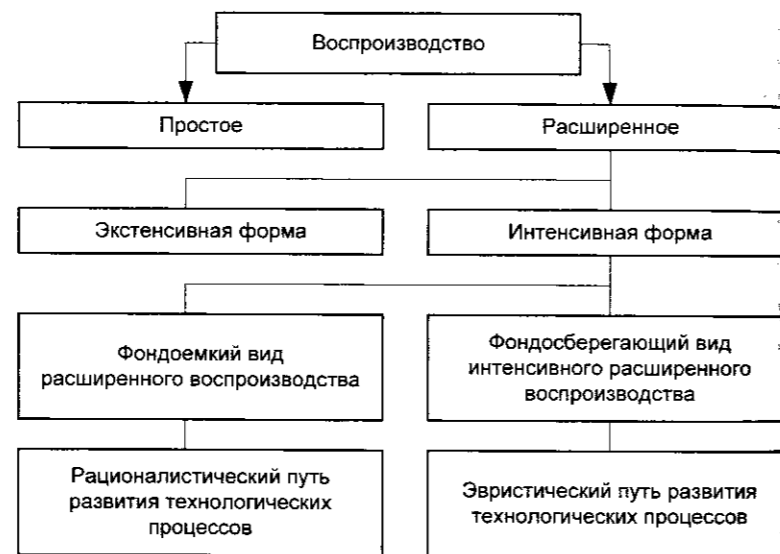 Воспроизводство
Простое
Расширенное
Экстенсивная форма
Интенсивная форма
Фондоемкий вид
расширенного воспроизводства
Фондосберегающий вид
интенсивного расширенного
воспроизводства
Рационалистический путь
развития технологических
процессов
Эвристический путь развития
технологических процессов